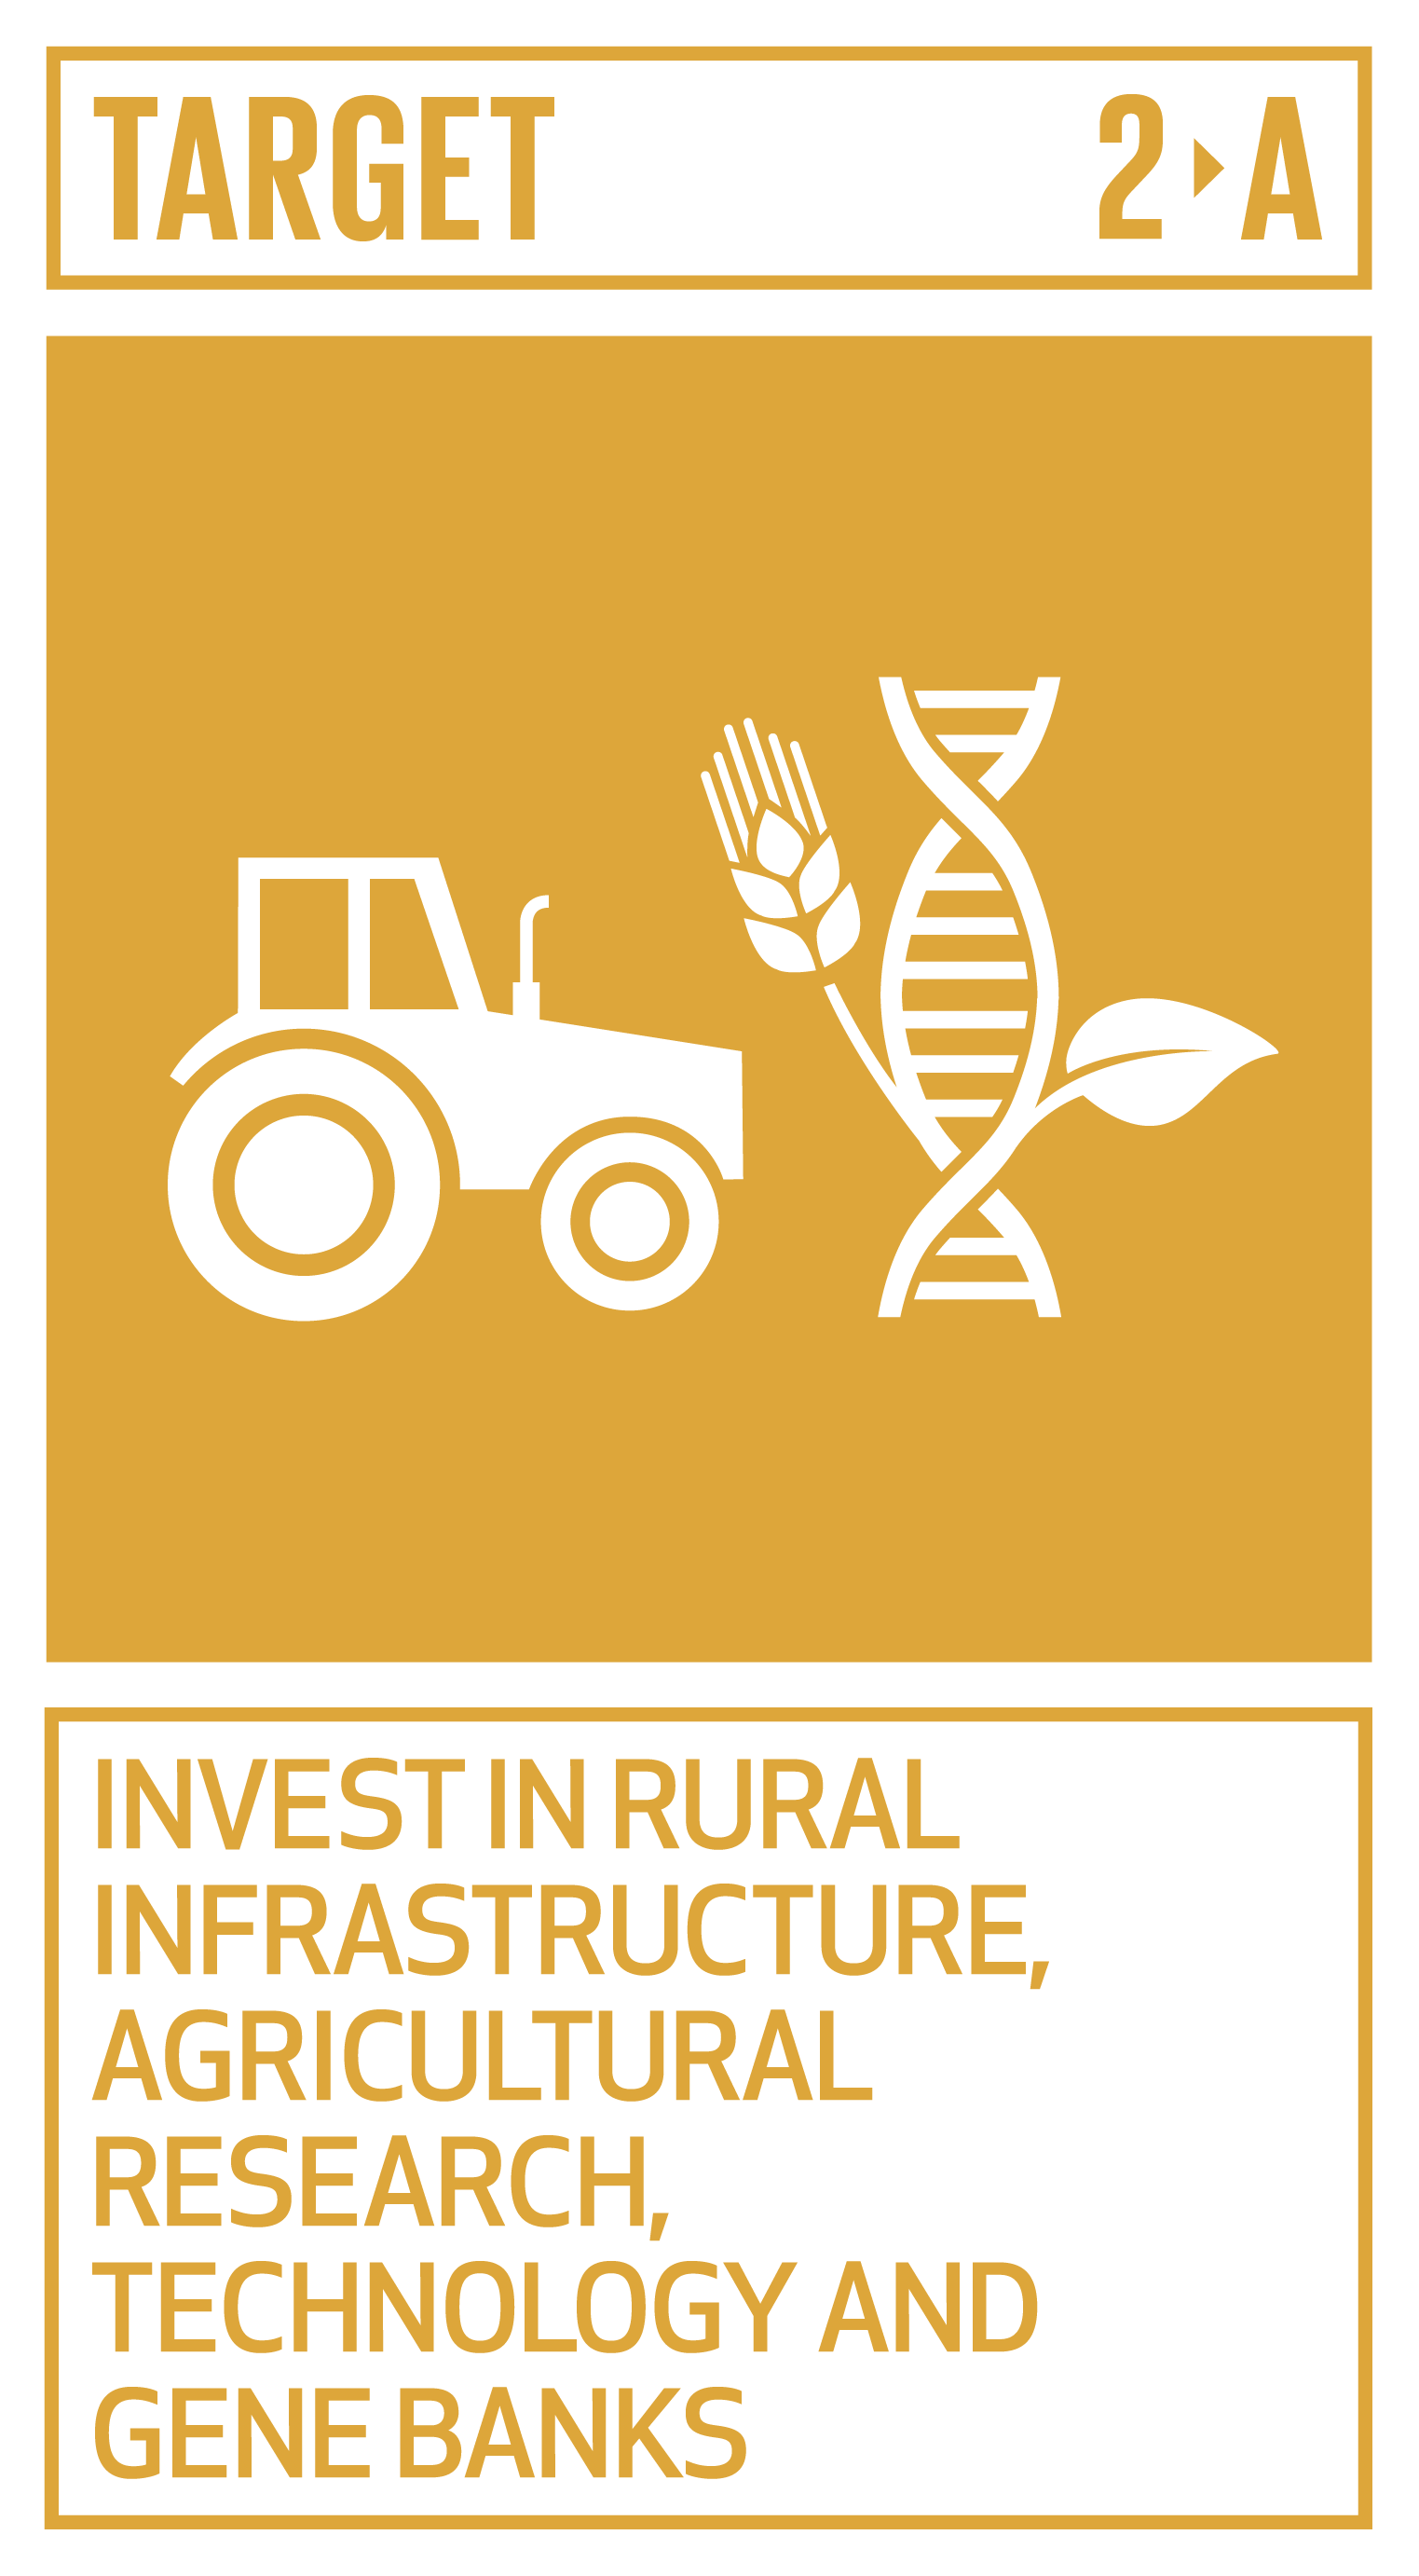 TARGET 2▸A
INVEST IN RURAL
INFRASTRUCTURE,
AGRICULTURAL
RESEARCH,
TECHNOLOGY AND
GENE BANKS